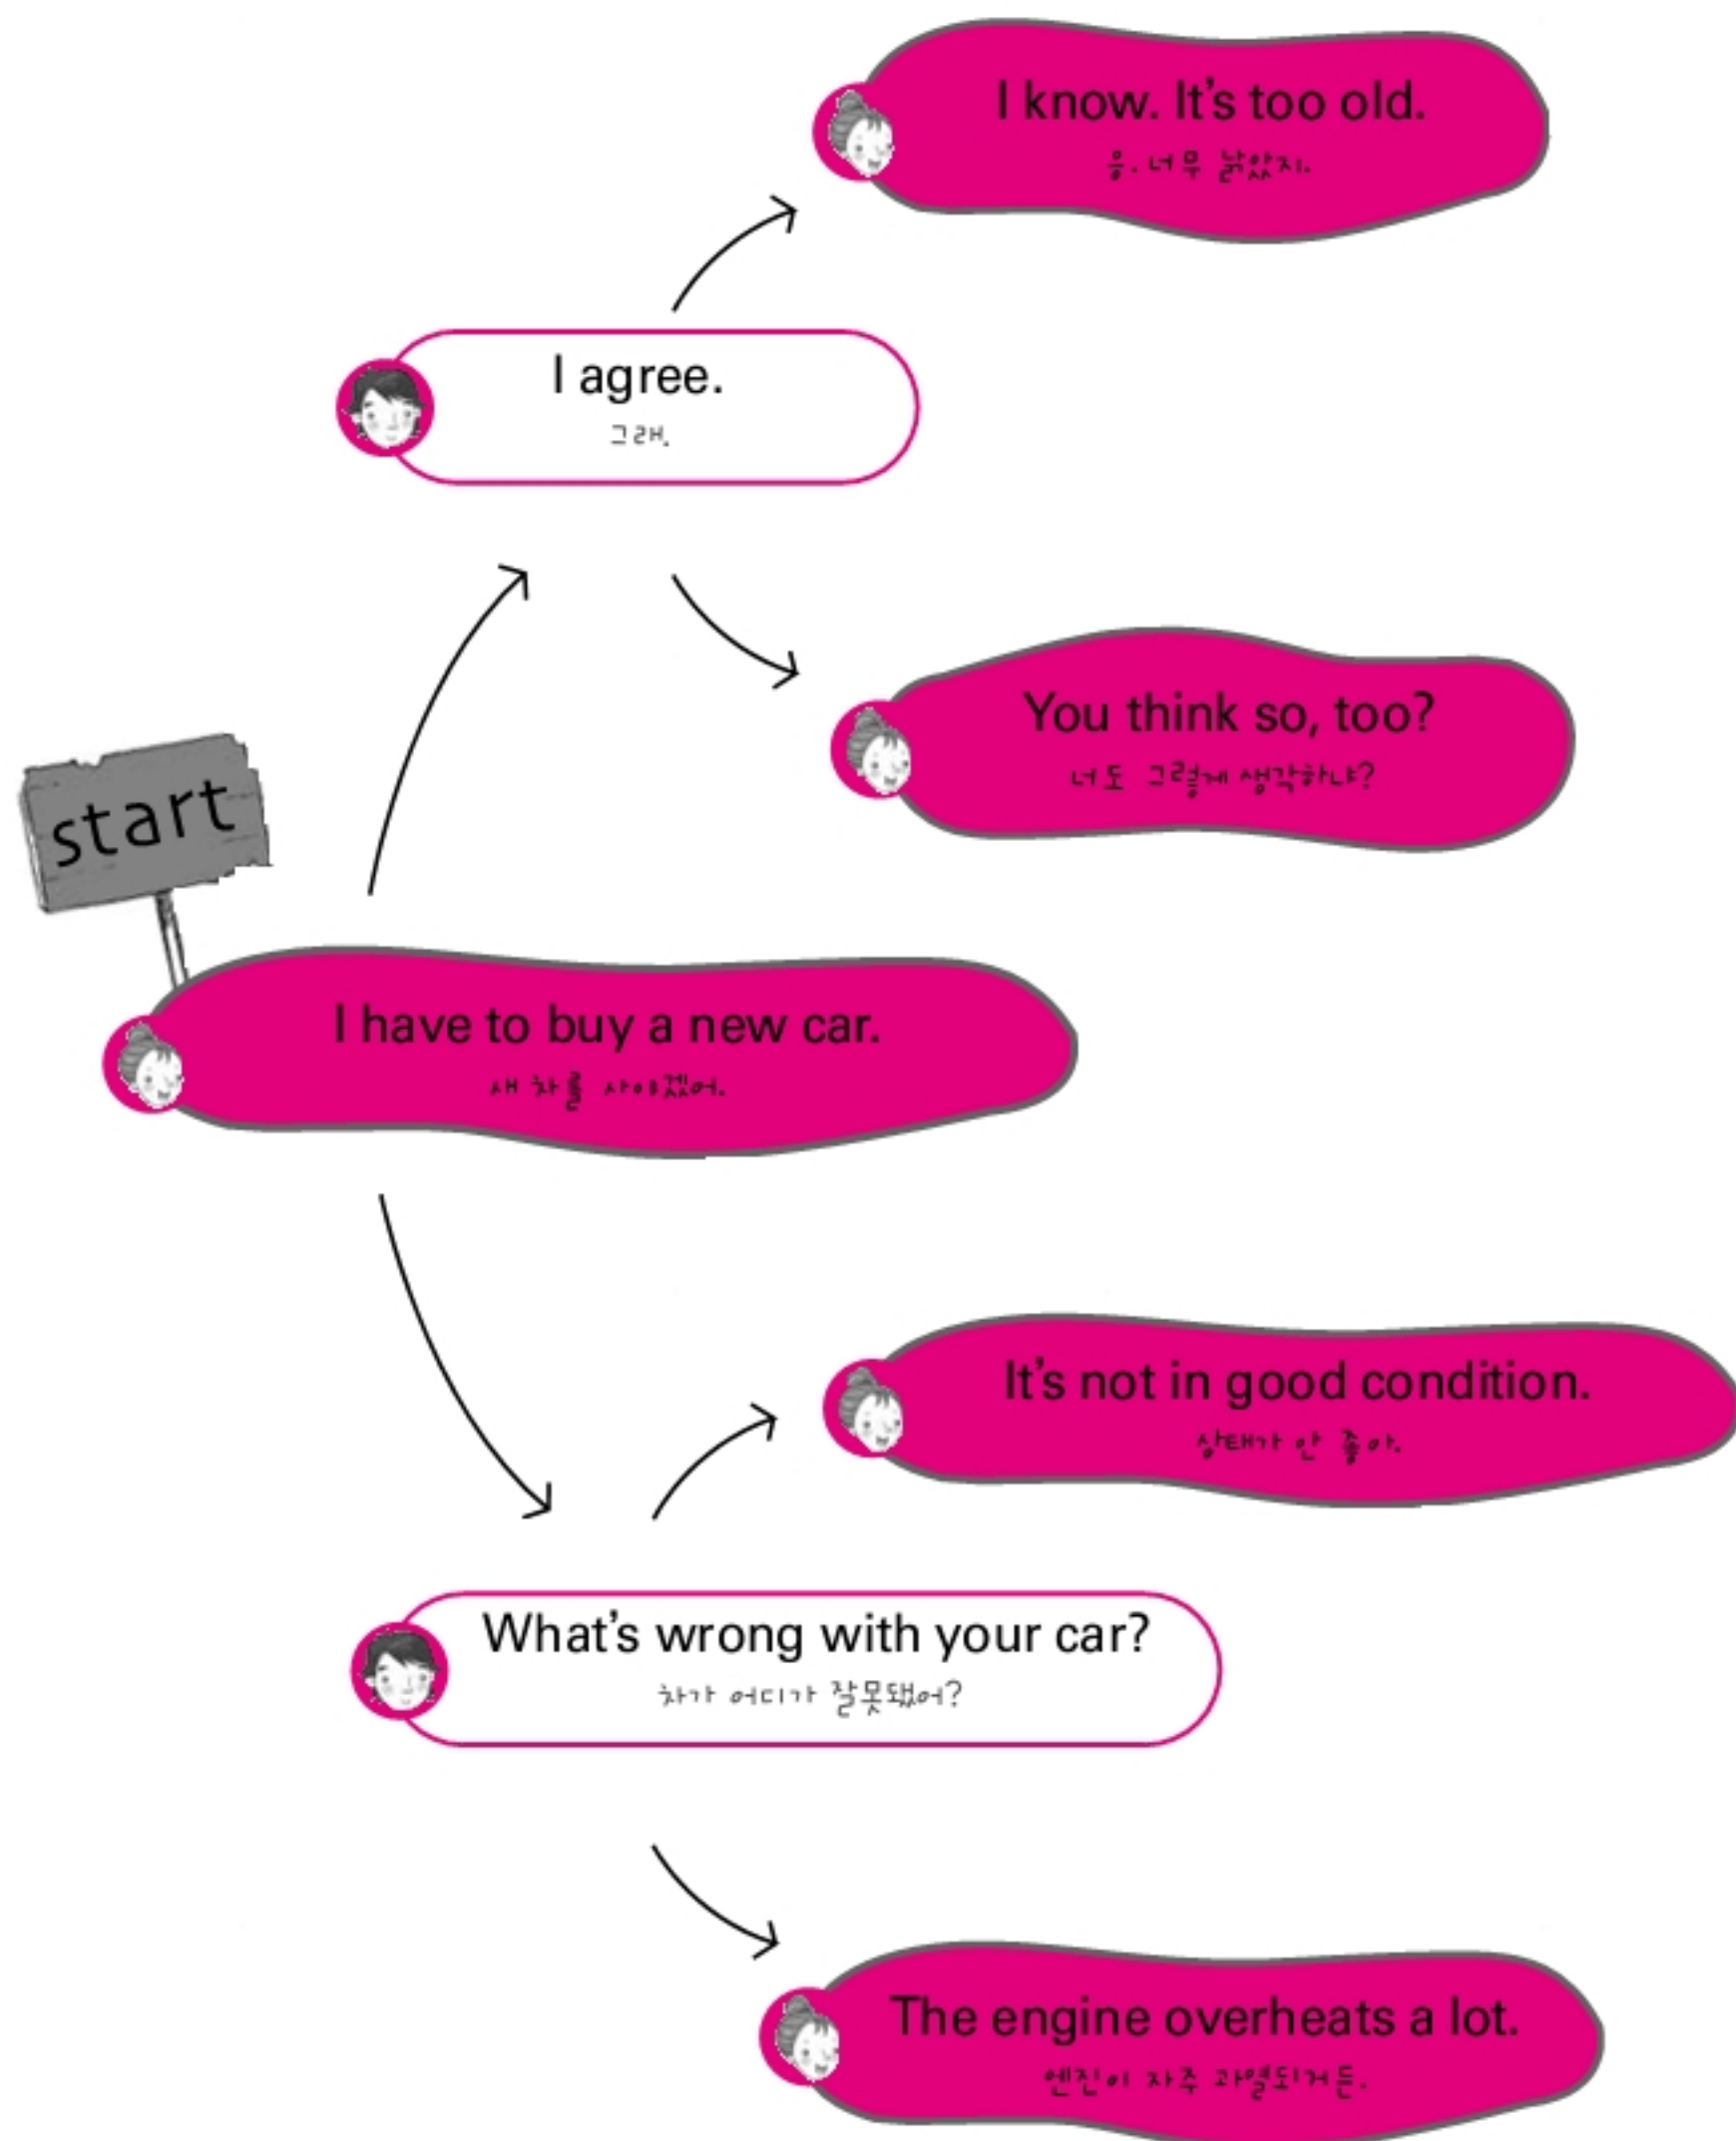 I know. It's too old.
응. 너무 낡았지.
I agree.
그래.
You think so, too?
너도 그렇게 생각하냐?
start
I have to buy a new car.
새 차를 사야겠어.
It's not in good condition.
상태가 안 좋아.
What's wrong with your car?
차가 어디가 잘못됐어?
The engine overheats a lot.
엔진이 자주 과열되거든.